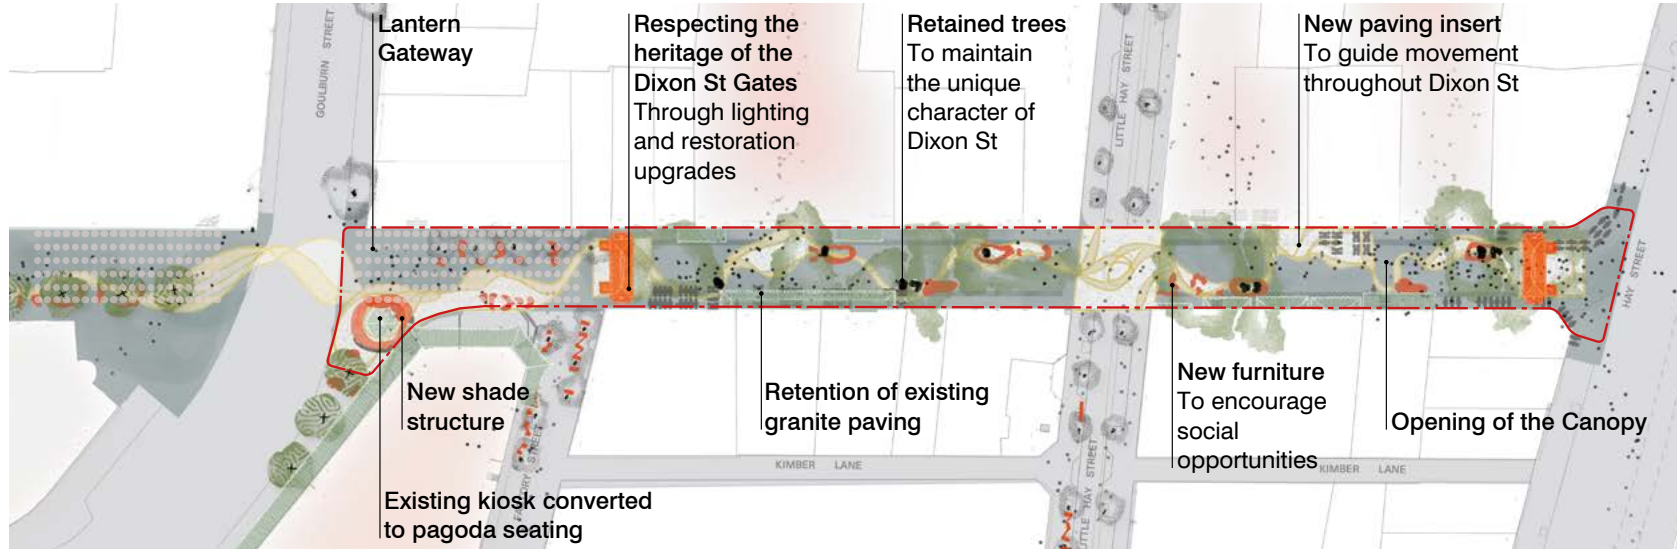 Lantern
Gateway
Respecting the
heritage of the
Dixon St Gates
Through lighting
and restoration
upgrades
Retained trees
To maintain
the unique
character of
Dixon St
New paving insert
To guide movement
throughout Dixon St
GOULBURN STREET
LITTLE HAY STREET
HAY STREET
New shade
structure
Retention of existing
granite paving
New furniture
To encourage
social
opportunities
Opening of the Canopy
Existing kiosk converted
to pagoda seating
FACTORY STREET
KIMBER LANE
LITTLE HAY STREET
KIMBER LANE